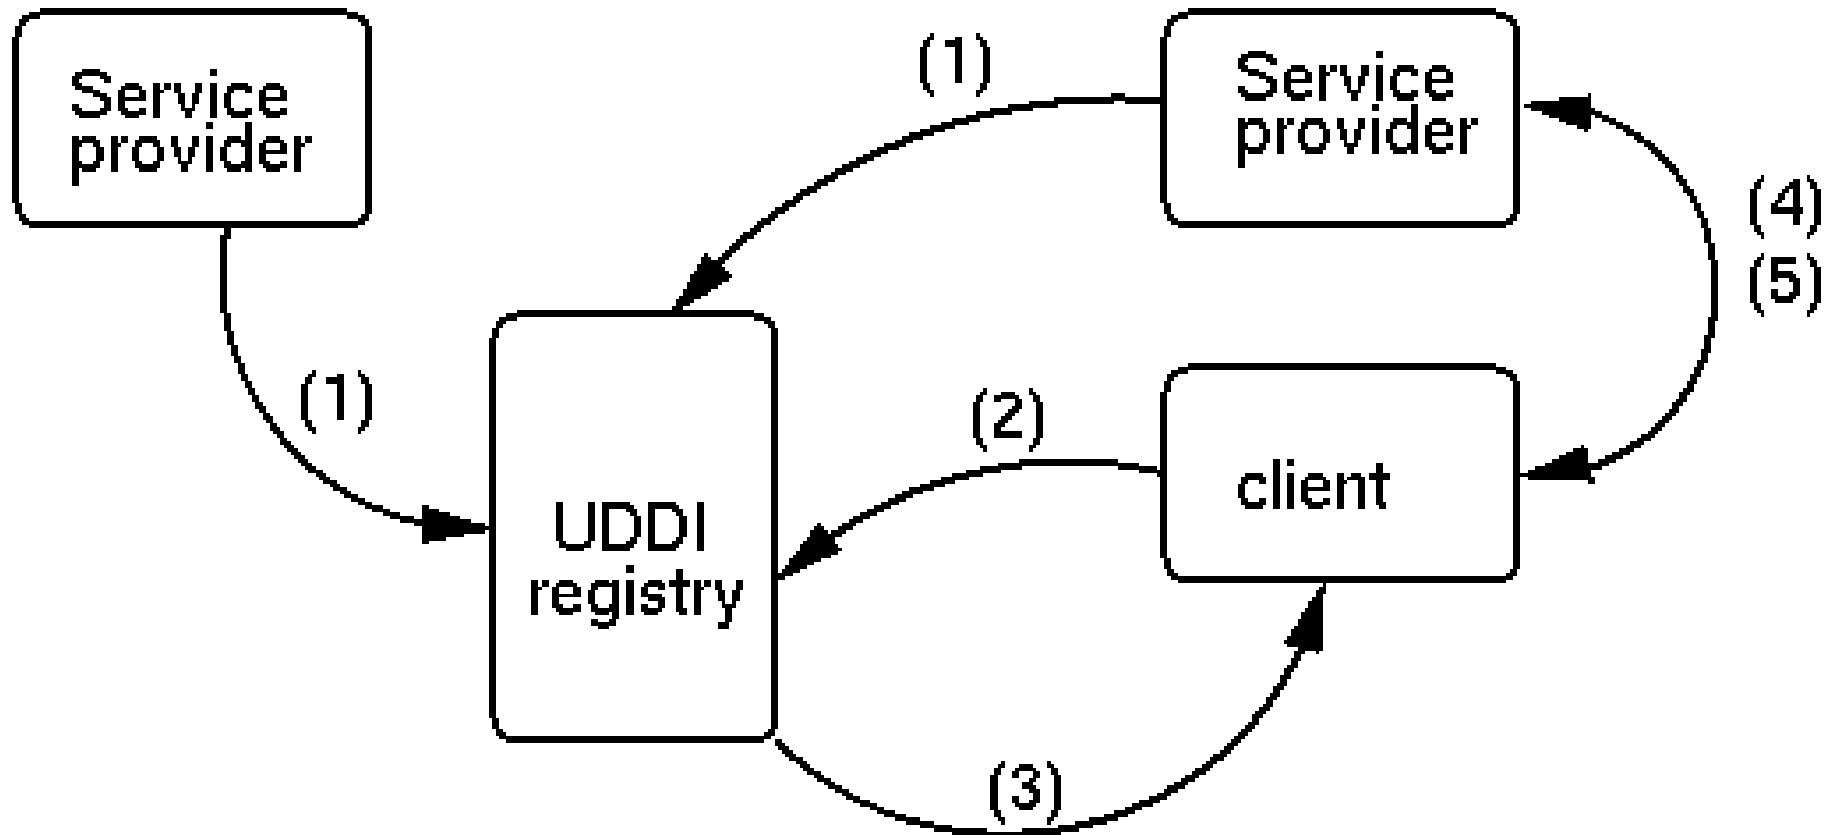 Service
provider
(1)
Service
provider
(4)
(5)
(1)
(2)
client
UDDI
registry
(3)